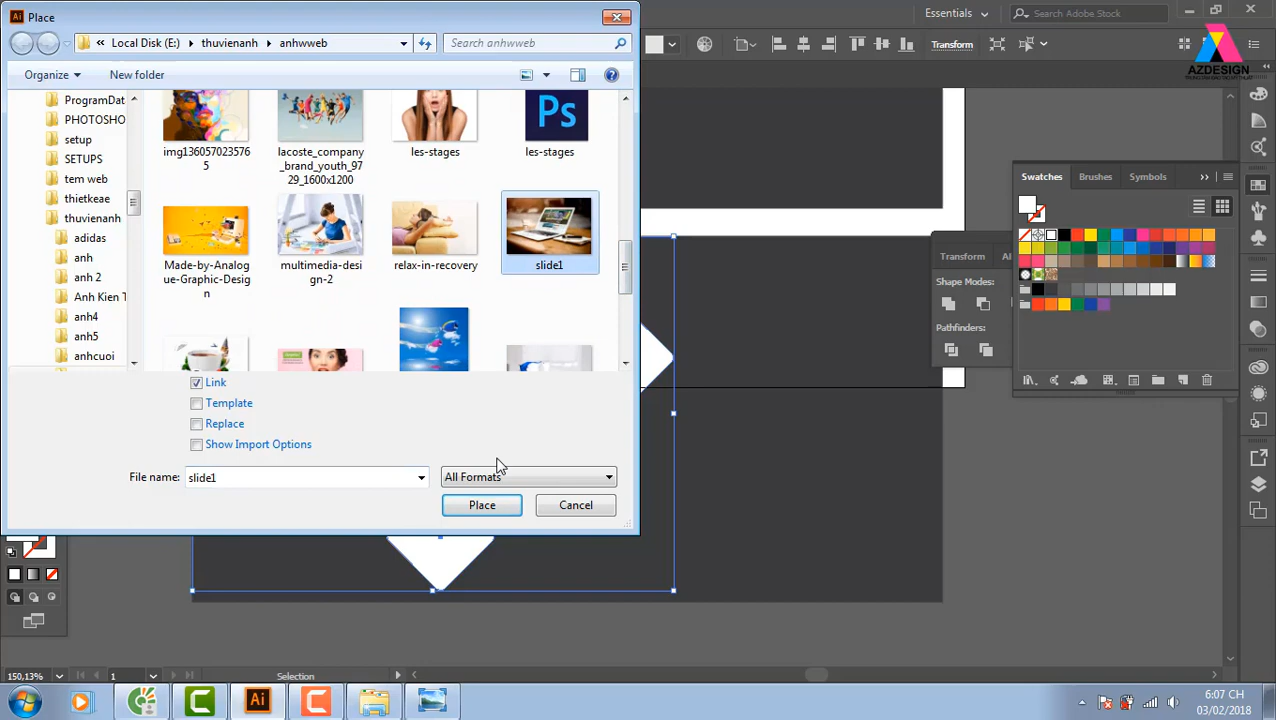 Place
Essentials
Search Adobe Stock
Local Disk (E:)
thuvienanh
anhwweb
Search anhwweb
Transform
AZDESIGN
Organize
New folder
ProgramDat
PHOTOSHO
setup
SETUPS
tem web
thietkeae
thuvienanh
adidas
anh
anh 2
Anh Kien T
anh4
anh5
anhcuoi
img136057023576
5
lacoste_company
_brand_youth_97
29_1600x1200
les-stages
Ps
les-stages
Made-by-Analog
ue-Graphic-Desig
n
multimedia-desi
gn-2
relax-in-recovery
slide1
Swatches
Brushes
Symbols
Transform
Shape Modes:
Pathfinders:
Link
Template
Replace
Show Import Options
File name:
slide1
All Formats
Place
Cancel
150,13%
1
Selection
Ai
6:07 CH
03/02/2018